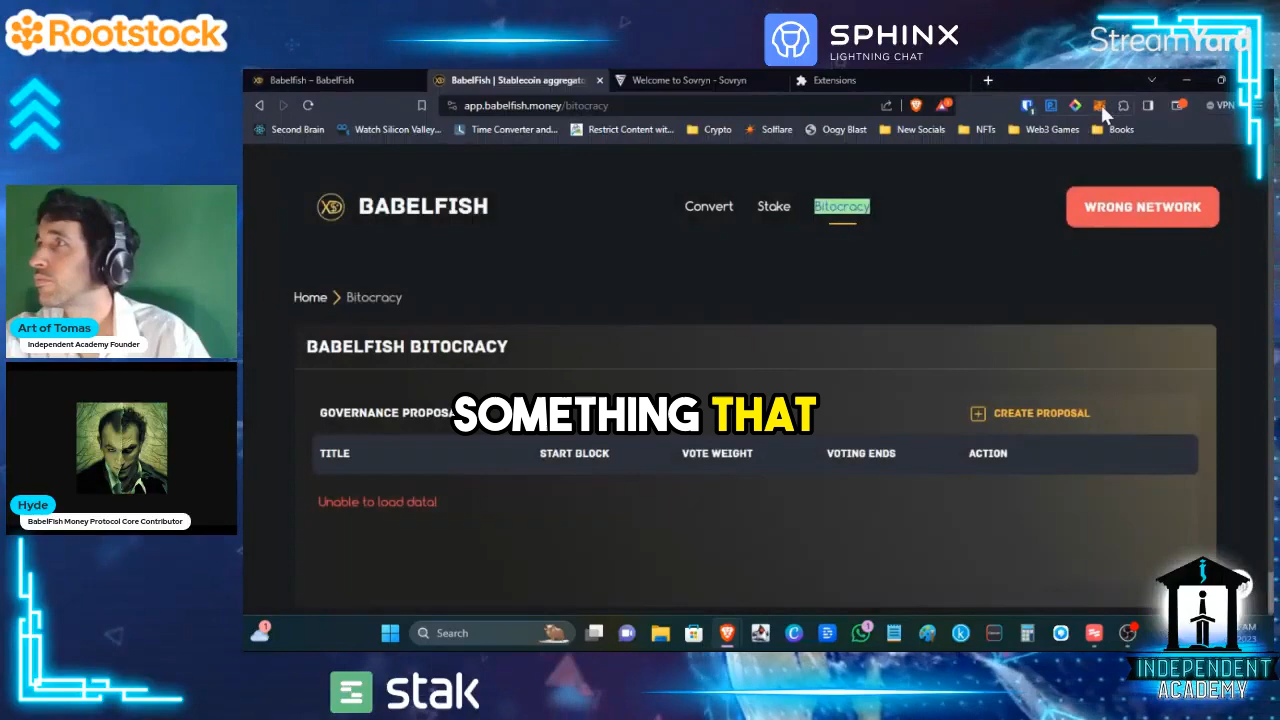 Rootstock
SPHINX
LIGHTNING CHAT
StreamYard
Babelfish – BabelFish
BabelFish | Stablecoin aggregato
Welcome to Sovryn - Sovryn
Extensions
app.babelfish.money/bitocracy
VPN
Second Brain
Watch Silicon Valley...
Time Converter and...
Restrict Content wit...
Crypto
Solflare
Oogy Blast
New Socials
NFTs
Web3 Games
Books
BABELFISH
Convert
Stake
Bitocracy
WRONG NETWORK
Home > Bitocracy
BABELFISH BITOCRACY
GOVERNANCE PROPOSA
SOMETHING THAT
CREATE PROPOSAL
TITLE
START BLOCK
VOTE WEIGHT
VOTING ENDS
ACTION
Unable to load data!
Art of Tomas
Independent Academy Founder
Hyde
BabelFish Money Protocol Core Contributor
Search
stak
INDEPENDENT
ACADEMY